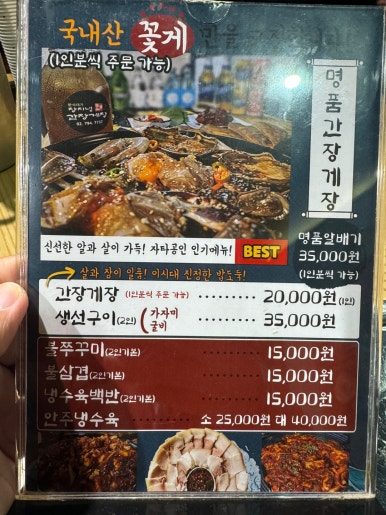 국내산 꽃게
(1인분씩 주문 가능)
명품간장게장
신선한 알과 살이 가득! 자타공인 인기메뉴! BEST
명품알배기
35,000원
(1인분씩 가능)
살과 장이 일품! 이시대 진정한 밥도둑!
간장게장 (1인분씩 주문 가능) 20,000원(1인)
생선구이(2인) (가자미 굴비 35,000원
불쭈꾸미(2인기본) 15,000원
불삼겹(2인기본) 15,000원
냉수육백반(2인기본) 15,000원
안주냉수육 소 25,000원 대 40,000원